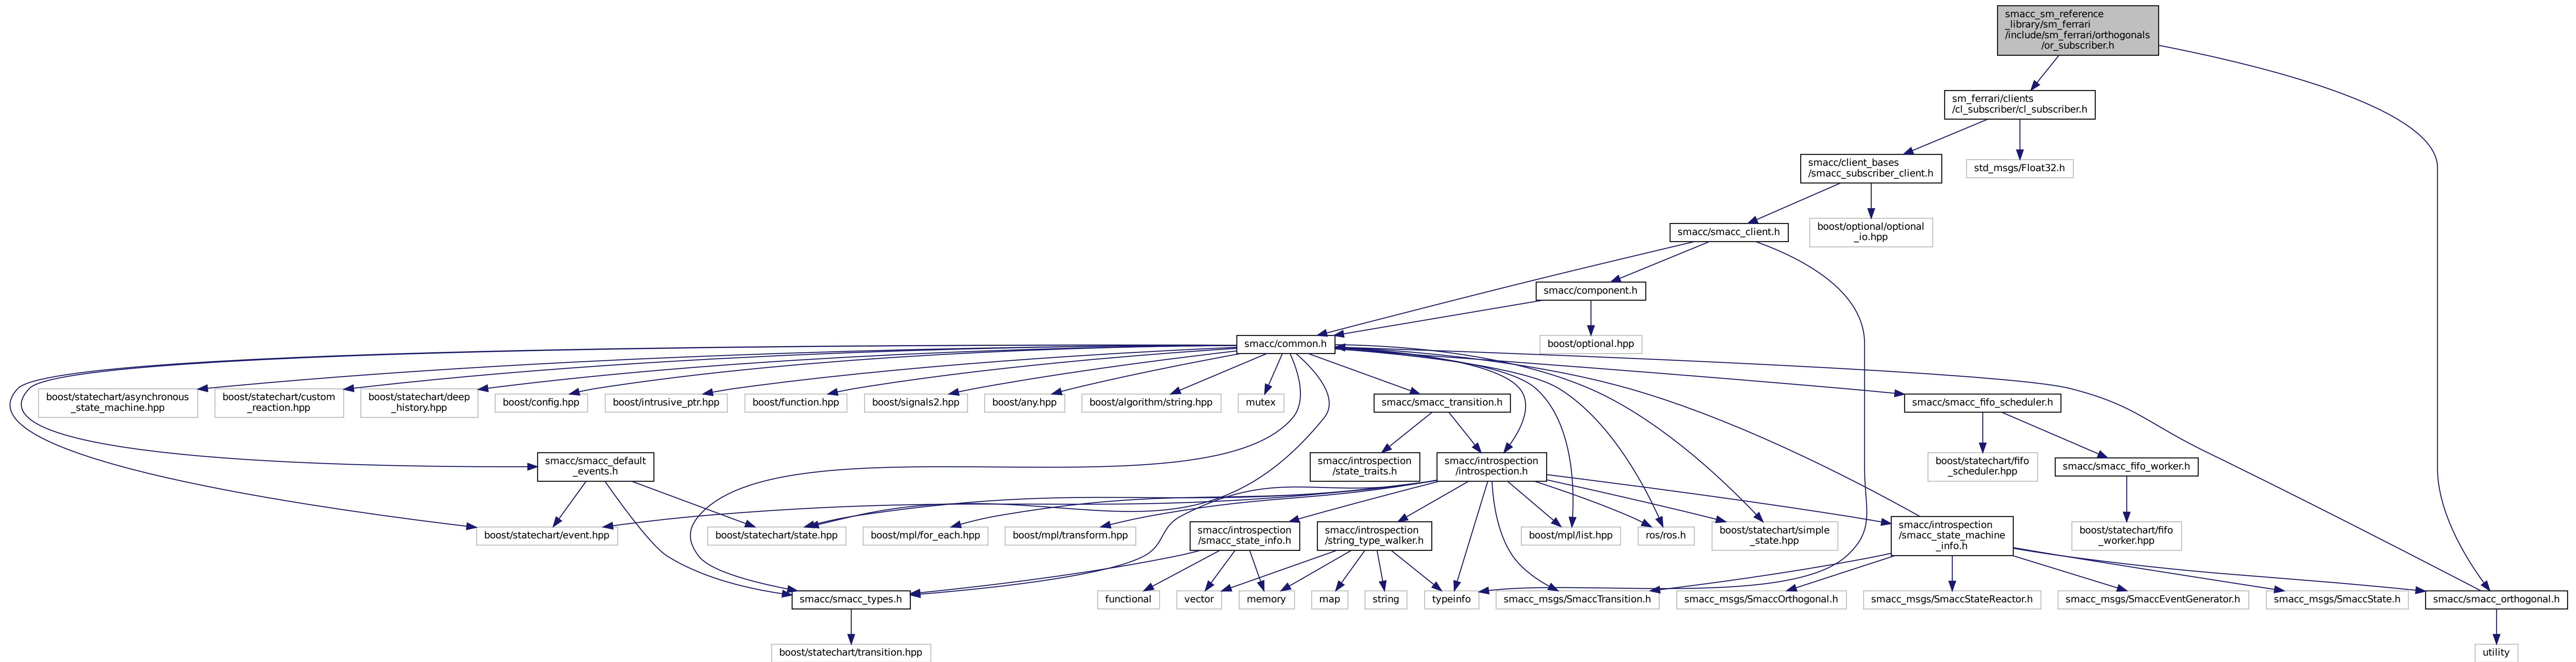 smacc_sm_reference
_library/sm_ferrari
/include/sm_ferrari/orthogonals
/or_subscriber.h
sm_ferrari/clients
/cl_subscriber/cl_subscriber.h
smacc/client_bases
/smacc_subscriber_client.h
std_msgs/Float32.h
smacc/smacc_client.h
boost/optional/optional
_io.hpp
smacc/component.h
smacc/common.h
boost/optional.hpp
boost/statechart/asynchronous
_state_machine.hpp
boost/statechart/custom
_reaction.hpp
boost/statechart/deep
_history.hpp
boost/config.hpp
boost/intrusive_ptr.hpp
boost/function.hpp
boost/signals2.hpp
boost/any.hpp
boost/algorithm/string.hpp
mutex
smacc/smacc_transition.h
smacc/smacc_fifo_scheduler.h
smacc/smacc_default
_events.h
smacc/introspection
/state_traits.h
smacc/introspection
/introspection.h
boost/statechart/fifo
_scheduler.hpp
smacc/smacc_fifo_worker.h
boost/statechart/event.hpp
boost/statechart/state.hpp
boost/mpl/for_each.hpp
boost/mpl/transform.hpp
smacc/introspection
/smacc_state_info.h
smacc/introspection
/string_type_walker.h
boost/mpl/list.hpp
ros/ros.h
boost/statechart/simple
_state.hpp
smacc/introspection
/smacc_state_machine
_info.h
boost/statechart/fifo
_worker.hpp
smacc/smacc_types.h
functional
vector
memory
map
string
typeinfo
smacc_msgs/SmaccTransition.h
smacc_msgs/SmaccOrthogonal.h
smacc_msgs/SmaccStateReactor.h
smacc_msgs/SmaccEventGenerator.h
smacc_msgs/SmaccState.h
smacc/smacc_orthogonal.h
boost/statechart/transition.hpp
utility